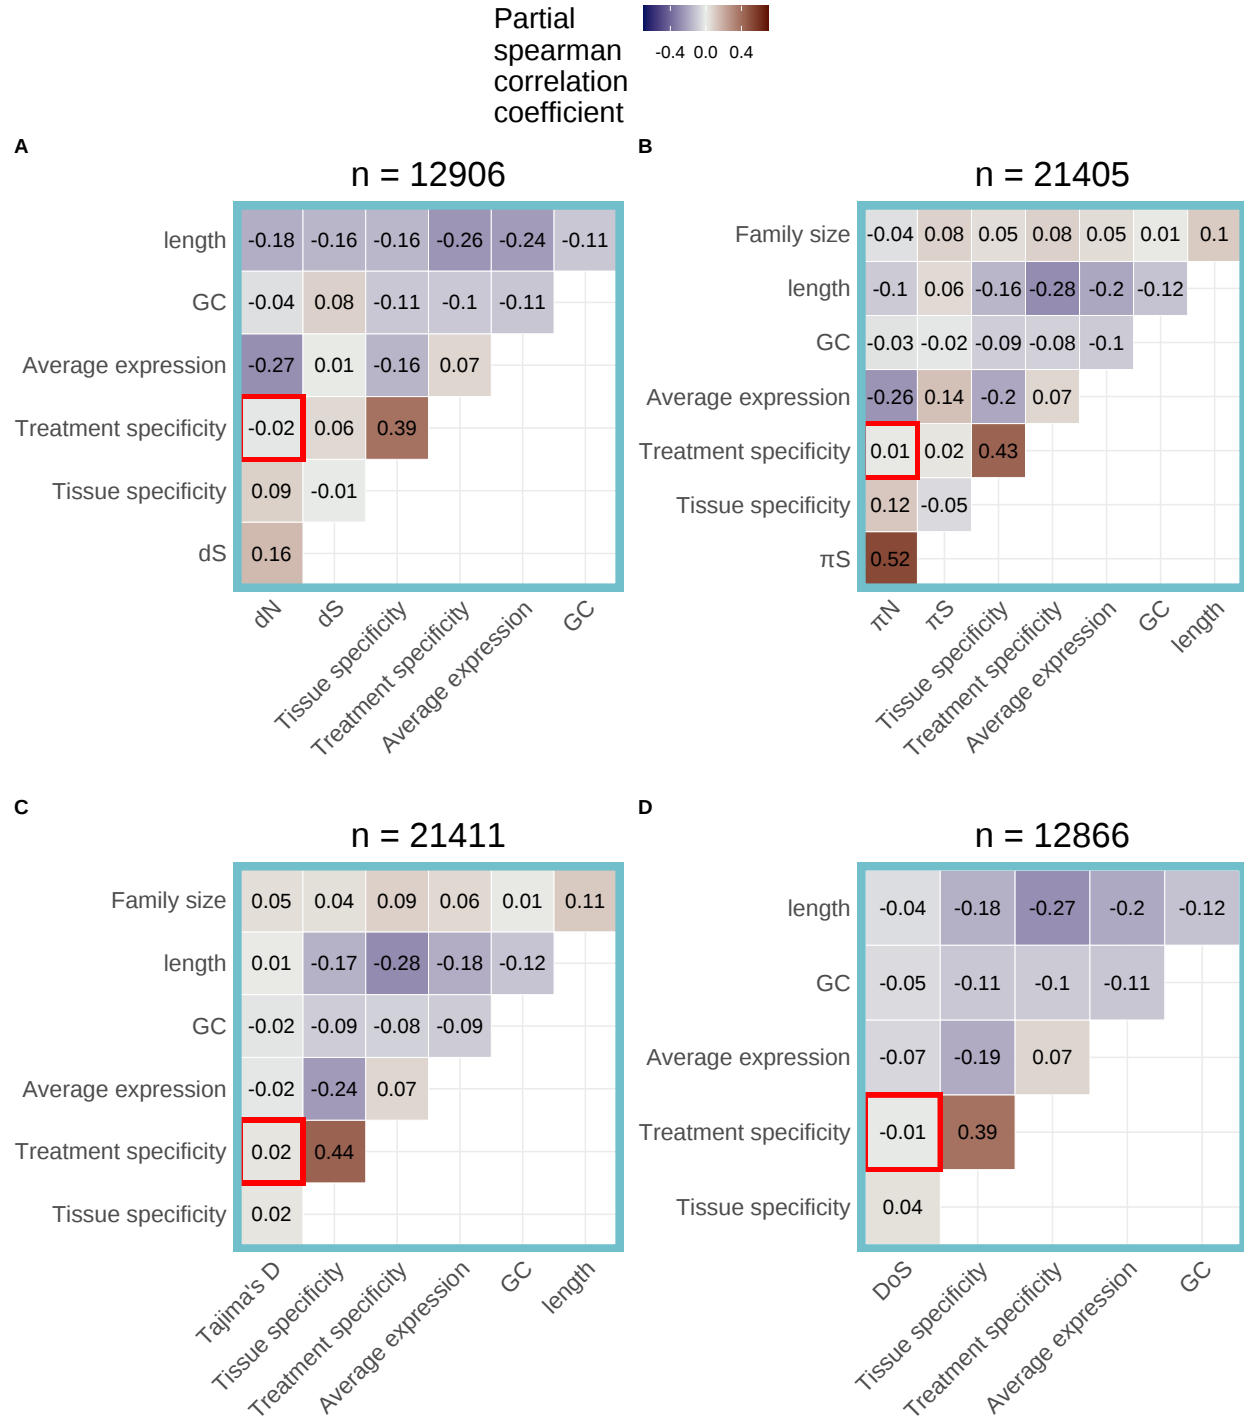 Partial
spearman
correlation
coefficient
-0.4 0.0 0.4
A
n = 12906
length -0.18 -0.16 -0.16 -0.26 -0.24 -0.11
GC -0.04 0.08 -0.11 -0.1 -0.11
Average expression -0.27 0.01 -0.16 0.07
Treatment specificity -0.02 0.06 0.39
Tissue specificity 0.09 -0.01
dS 0.16
dN
dS
Tissue specificity
Treatment specificity
Average expression
GC
B
n = 21405
Family size -0.04 0.08 0.05 0.08 0.05 0.01 0.1
length -0.1 0.06 -0.16 -0.28 -0.2 -0.12
GC -0.03 -0.02 -0.09 -0.08 -0.1
Average expression -0.26 0.14 -0.2 0.07
Treatment specificity 0.01 0.02 0.43
Tissue specificity 0.12 -0.05
πS 0.52
πN
πS
Tissue specificity
Treatment specificity
Average expression
GC
length
C
n = 21411
Family size 0.05 0.04 0.09 0.06 0.01 0.11
length 0.01 -0.17 -0.28 -0.18 -0.12
GC -0.02 -0.09 -0.08 -0.09
Average expression -0.02 -0.24 0.07
Treatment specificity 0.02 0.44
Tissue specificity 0.02
Tajima's D
Tissue specificity
Treatment specificity
Average expression
GC
length
D
n = 12866
length -0.04 -0.18 -0.27 -0.2 -0.12
GC -0.05 -0.11 -0.1 -0.11
Average expression -0.07 -0.19 0.07
Treatment specificity -0.01 0.39
Tissue specificity 0.04
DoS
Tissue specificity
Treatment specificity
Average expression
GC